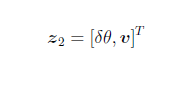 z₂ = [δθ, v]ᵀ